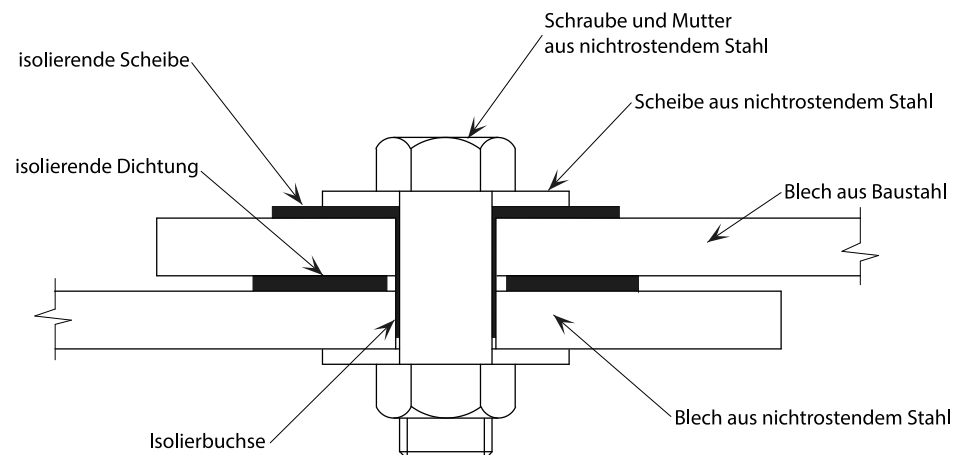 Schraube und Mutter
aus nichtrostendem Stahl
isolierende Scheibe
Scheibe aus nichtrostendem Stahl
isolierende Dichtung
Blech aus Baustahl
Blech aus nichtrostendem Stahl
Isolierbuchse